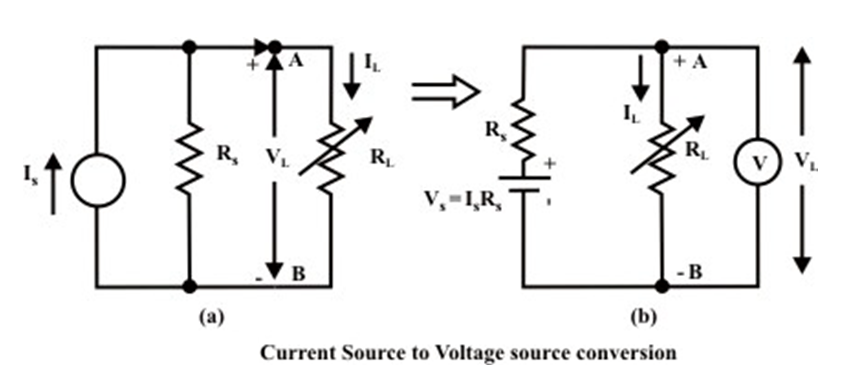 + A I_L
I_s R_s V_L R_L
- B
(a)
+ A
I_L
R_s R_L
+ V V_L
V_s=I_sR_s
-
- B
(b)
Current Source to Voltage source conversion